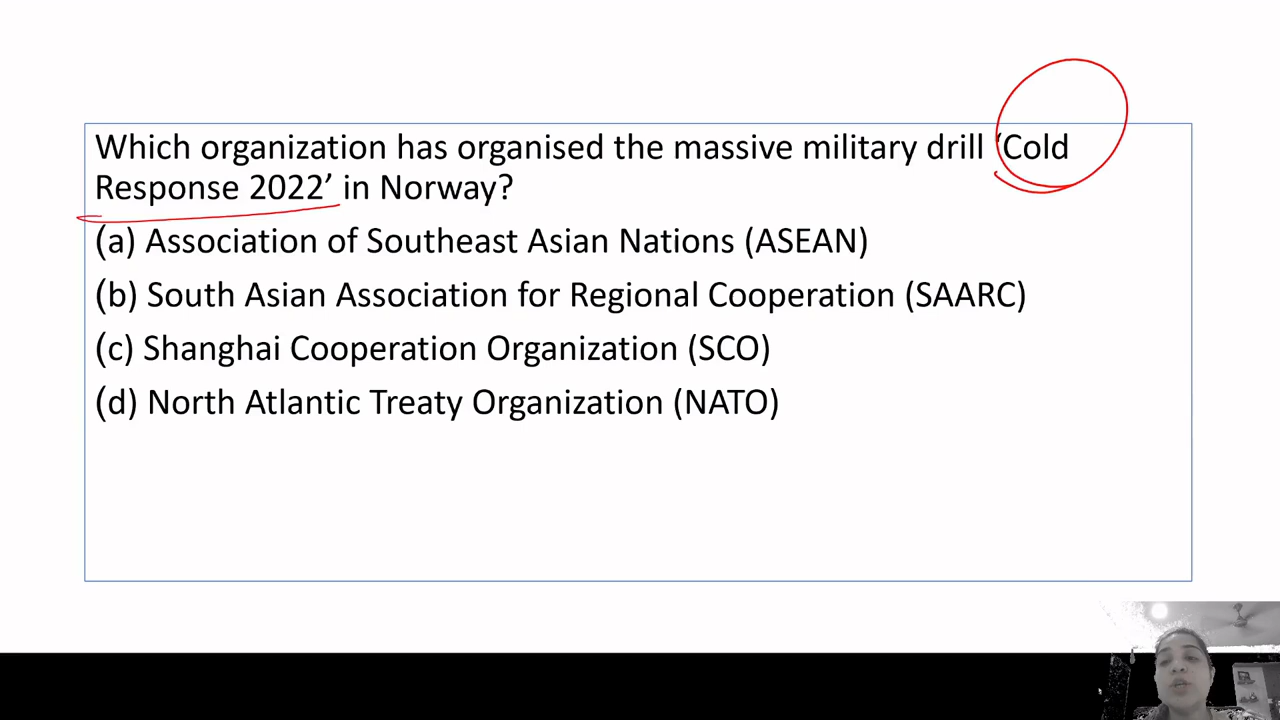 Which organization has organised the massive military drill ‘Cold
Response 2022’ in Norway?
(a) Association of Southeast Asian Nations (ASEAN)
(b) South Asian Association for Regional Cooperation (SAARC)
(c) Shanghai Cooperation Organization (SCO)
(d) North Atlantic Treaty Organization (NATO)